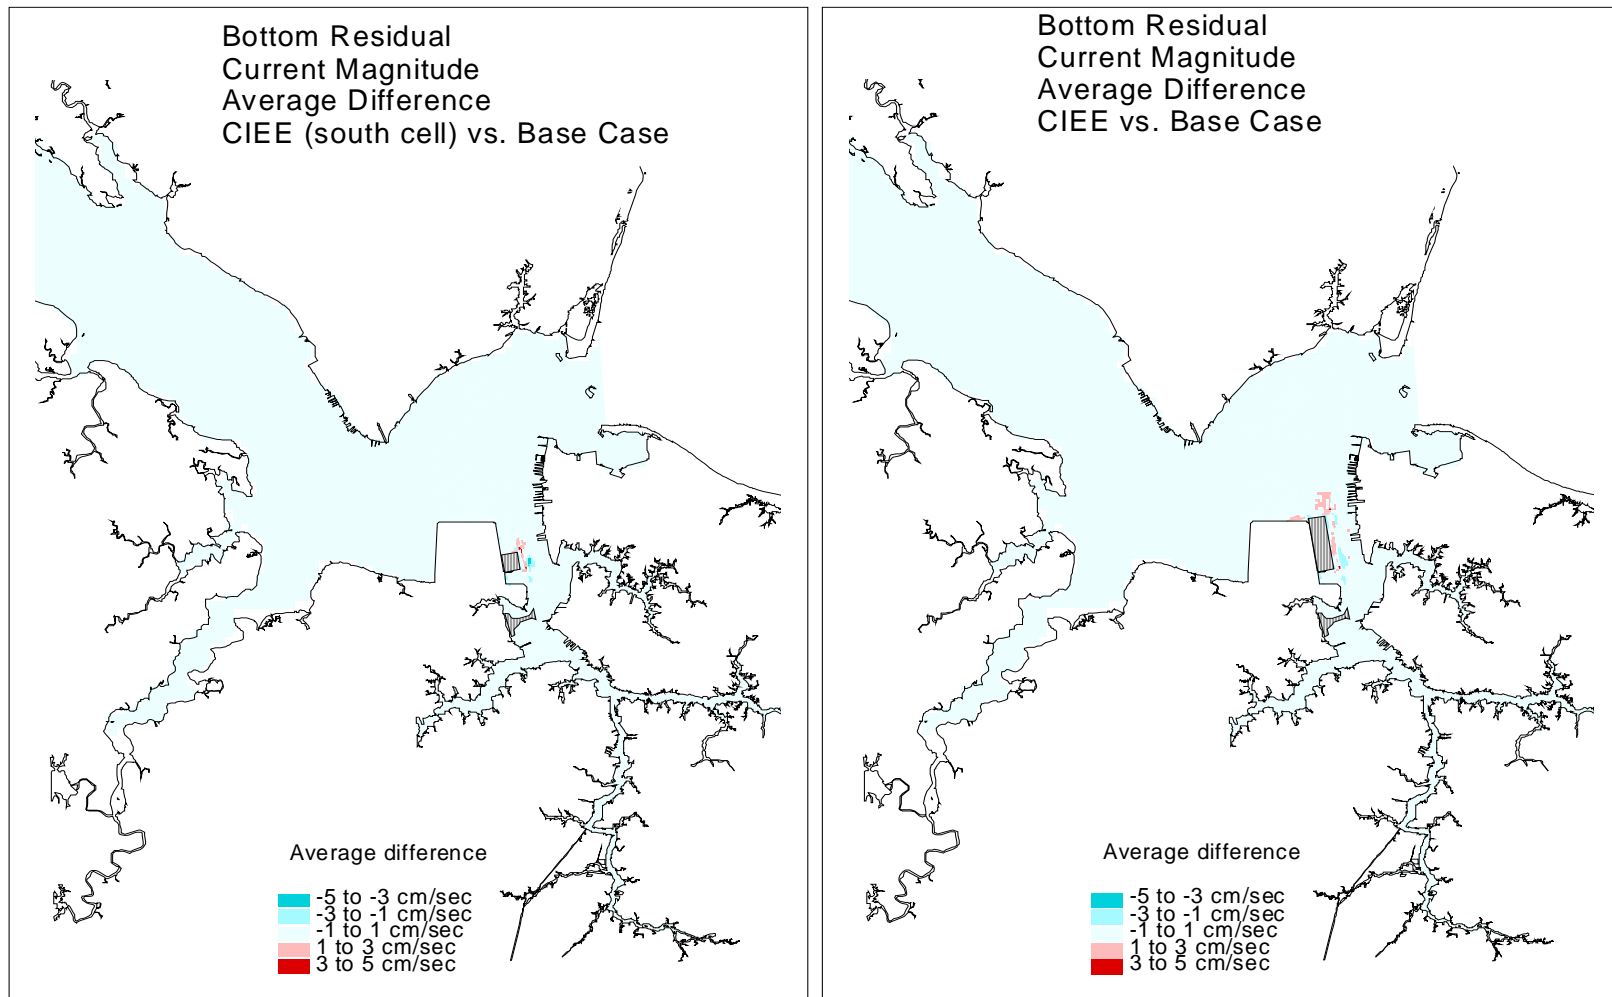 Bottom Residual
Current Magnitude
Average Difference
CIEE (south cell) vs. Base Case
Average difference
-5 to -3 cm/sec
-3 to -1 cm/sec
-1 to 1 cm/sec
1 to 3 cm/sec
3 to 5 cm/sec
Bottom Residual
Current Magnitude
Average Difference
CIEE vs. Base Case
Average difference
-5 to -3 cm/sec
-3 to -1 cm/sec
-1 to 1 cm/sec
1 to 3 cm/sec
3 to 5 cm/sec